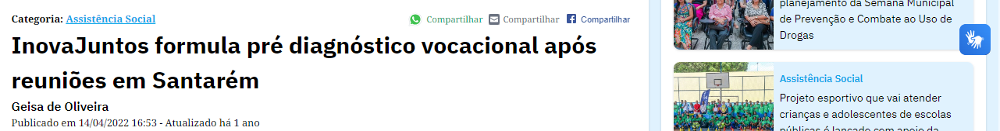 Categoria: Assistência Social
Compartilhar Compartilhar Compartilhar
InovaJuntos formula pré diagnóstico vocacional após
reuniões em Santarém
Geisa de Oliveira
Publicado em 14/04/2022 16:53 - Atualizado há 1 ano
planejamento da Semana Municipal
de Prevenção e Combate ao Uso de
Drogas
Assistência Social
Projeto esportivo que vai atender
crianças e adolescentes de escolas
públicas é lançado com apoio da